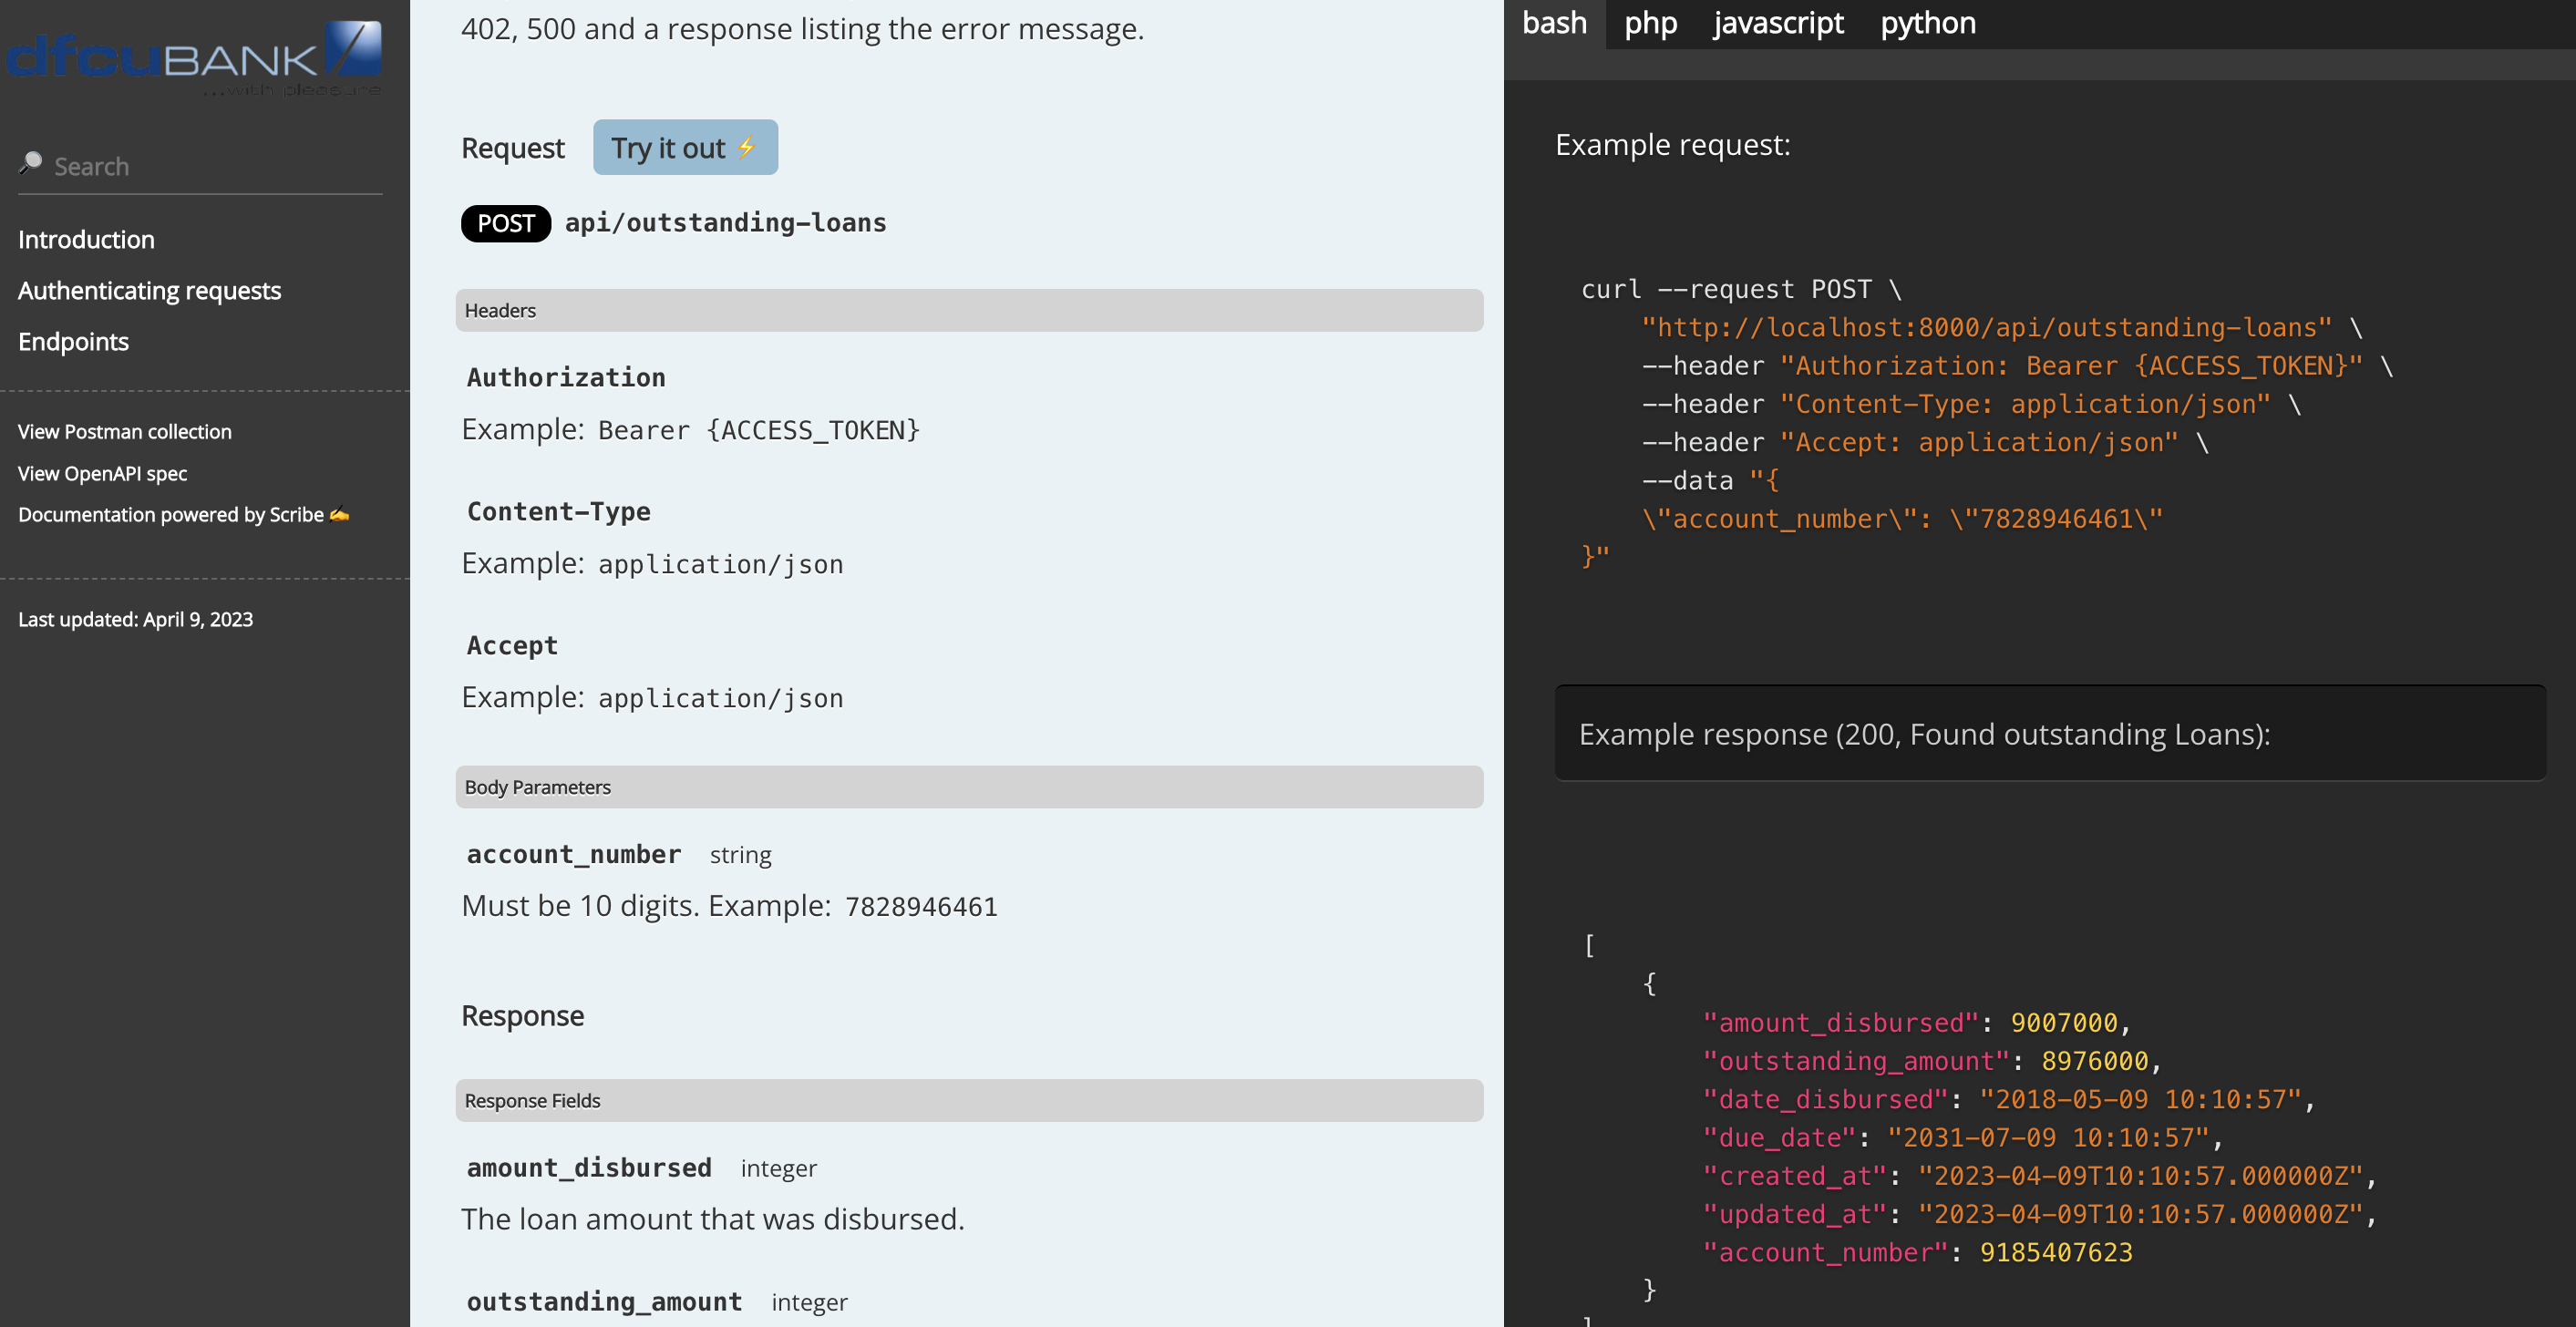 dfcuBANK
...with pleasure
Search
Introduction
Authenticating requests
Endpoints
View Postman collection
View OpenAPI spec
Documentation powered by Scribe ✍
Last updated: April 9, 2023
402, 500 and a response listing the error message.
Request
Try it out ⚡
POST api/outstanding-loans
Headers
Authorization
Example: Bearer {ACCESS_TOKEN}
Content-Type
Example: application/json
Accept
Example: application/json
Body Parameters
account_number string
Must be 10 digits. Example: 7828946461
Response
Response Fields
amount_disbursed integer
The loan amount that was disbursed.
outstanding_amount integer
bash php javascript python
Example request:
curl --request POST \
"http://localhost:8000/api/outstanding-loans" \
--header "Authorization: Bearer {ACCESS_TOKEN}" \
--header "Content-Type: application/json" \
--header "Accept: application/json" \
--data "{
\"account_number\": \"7828946461\"
}"
Example response (200, Found outstanding Loans):
[
{
"amount_disbursed": 9007000,
"outstanding_amount": 8976000,
"date_disbursed": "2018-05-09 10:10:57",
"due_date": "2031-07-09 10:10:57",
"created_at": "2023-04-09T10:10:57.000000Z",
"updated_at": "2023-04-09T10:10:57.000000Z",
"account_number": 9185407623
}
]